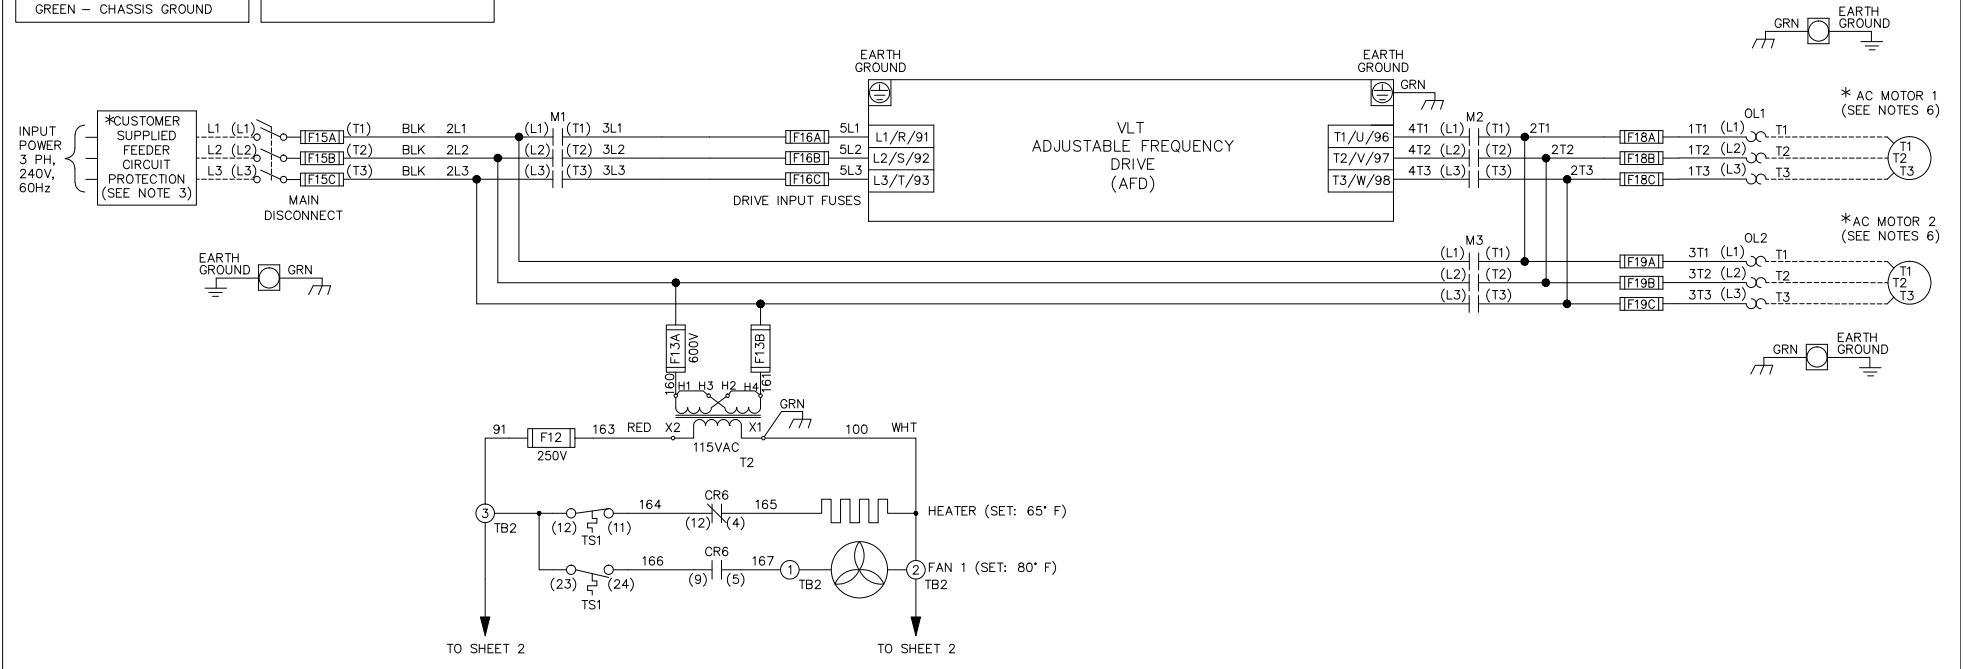 GREEN – CHASSIS GROUND
GRN
EARTH
GROUND
INPUT
POWER
3 PH,
240V,
60Hz
*CUSTOMER
SUPPLIED
FEEDER
CIRCUIT
PROTECTION
(SEE NOTE 3)
L1 (L1)
L2 (L2)
L3 (L3)
F15A
F15B
F15C
(T1) BLK 2L1
(T2) BLK 2L2
(T3) BLK 2L3
MAIN
DISCONNECT
M1
(L1) (T1) 3L1
(L2) (T2) 3L2
(L3) (T3) 3L3
F16A
F16B
F16C
5L1
5L2
5L3
DRIVE INPUT FUSES
EARTH
GROUND
L1/R/91
L2/S/92
L3/T/93
VLT
ADJUSTABLE FREQUENCY
DRIVE
(AFD)
EARTH
GROUND
GRN
T1/U/96
T2/V/97
T3/W/98
M2
4T1 (L1) (T1) 2T1
4T2 (L2) (T2) 2T2
4T3 (L3) (T3) 2T3
F18A
F18B
F18C
OL1
1T1 (L1) T1
1T2 (L2) T2
1T3 (L3) T3
* AC MOTOR 1
(SEE NOTES 6)
T1
T2
T3
EARTH
GROUND
GRN
M3
(L1) (T1)
(L2) (T2)
(L3) (T3)
F19A
F19B
F19C
OL2
3T1 (L1) T1
3T2 (L2) T2
3T3 (L3) T3
*AC MOTOR 2
(SEE NOTES 6)
T1
T2
T3
GRN
EARTH
GROUND
F13A
600V
F13B
160
161
H1 H3 H2 H4
GRN
91
F12
250V
163 RED X2
X1
100 WHT
115VAC
T2
3
TB2
(12) (11)
TS1
164
CR6
(12) (4)
165
HEATER (SET: 65° F)
(23) (24)
TS1
166
CR6
(9) (5)
167
1
TB2
2
TB2
FAN 1 (SET: 80° F)
TO SHEET 2
TO SHEET 2